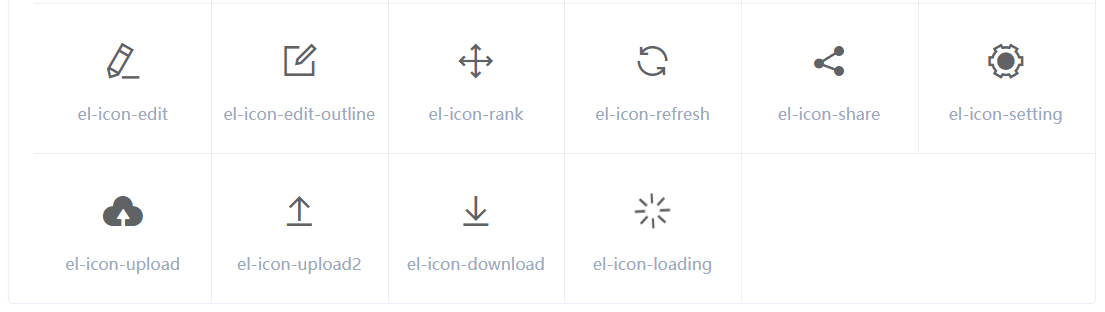 el-icon-edit
el-icon-edit-outline
el-icon-rank
el-icon-refresh
el-icon-share
el-icon-setting
el-icon-upload
el-icon-upload2
el-icon-download
el-icon-loading